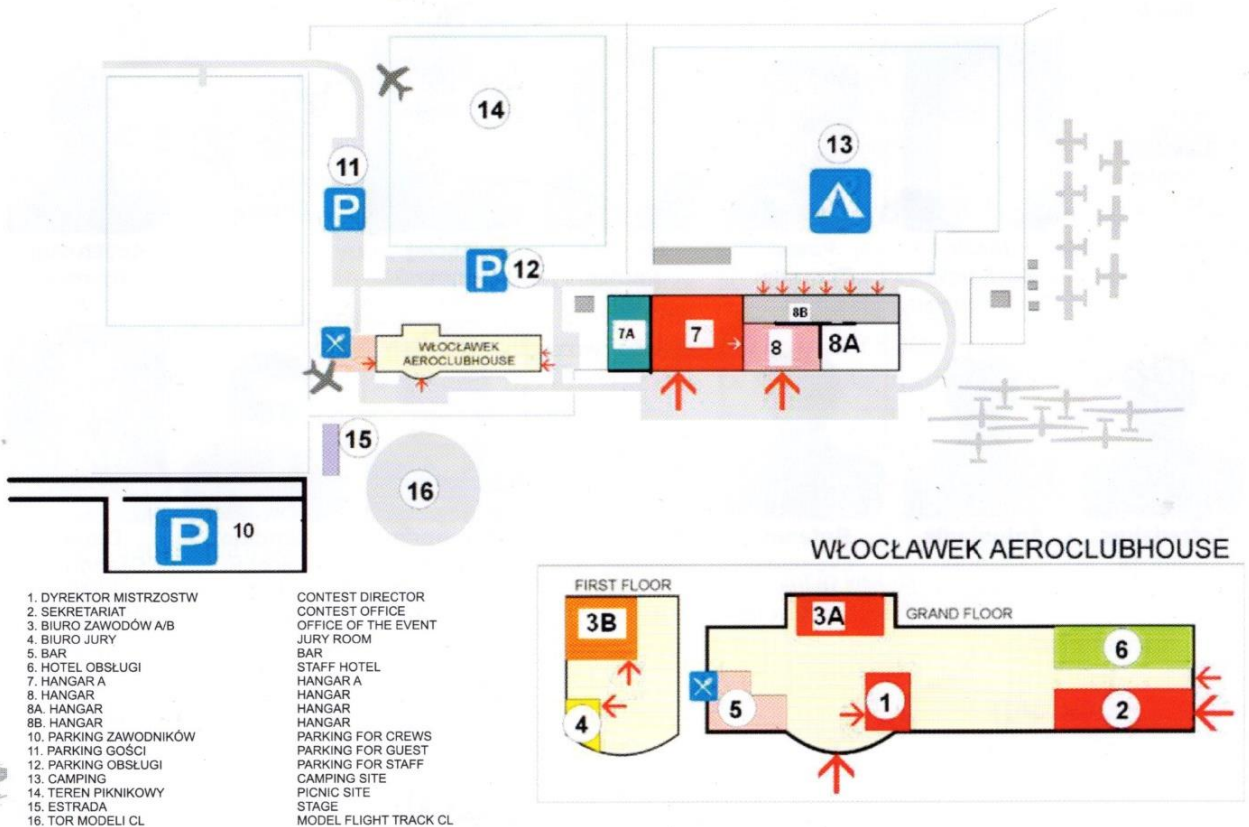 14
13
11
P
P 12
7A
7
8B
8
8A
WŁOCŁAWEK
AEROCLUBHOUSE
15
16
P 10
WŁOCŁAWEK AEROCLUBHOUSE
FIRST FLOOR
3B
4
3A
GRAND FLOOR
6
5
1
2
1. DYREKTOR MISTRZOSTW CONTEST DIRECTOR
2. SEKRETARIAT CONTEST OFFICE
3. BIURO ZAWODÓW A/B OFFICE OF THE EVENT
4. BIURO JURY JURY ROOM
5. BAR BAR
6. HOTEL OBSŁUGI STAFF HOTEL
7. HANGAR A HANGAR A
8. HANGAR HANGAR
8A. HANGAR HANGAR
8B. HANGAR HANGAR
10. PARKING ZAWODNIKÓW PARKING FOR CREWS
11. PARKING GOŚCI PARKING FOR GUEST
12. PARKING OBSŁUGI PARKING FOR STAFF
13. CAMPING CAMPING SITE
14. TEREN PIKNIKOWY PICNIC SITE
15. ESTRADA STAGE
16. TOR MODELI CL MODEL FLIGHT TRACK CL